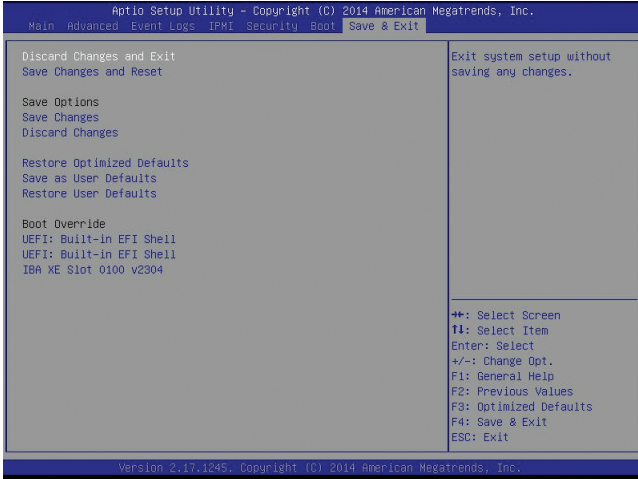 Aptio Setup Utility – Copyright (C) 2014 American Megatrends, Inc.
Main Advanced Event Logs IPMI Security Boot Save & Exit
Discard Changes and Exit
Save Changes and Reset
Save Options
Save Changes
Discard Changes
Restore Optimized Defaults
Save as User Defaults
Restore User Defaults
Boot Override
UEFI: Built-in EFI Shell
UEFI: Built-in EFI Shell
IBA XE Slot 0100 v2304
Exit system setup without
saving any changes.
→←: Select Screen
↑↓: Select Item
Enter: Select
+/-: Change Opt.
F1: General Help
F2: Previous Values
F3: Optimized Defaults
F4: Save & Exit
ESC: Exit
Version 2.17.1245. Copyright (C) 2014 American Megatrends, Inc.